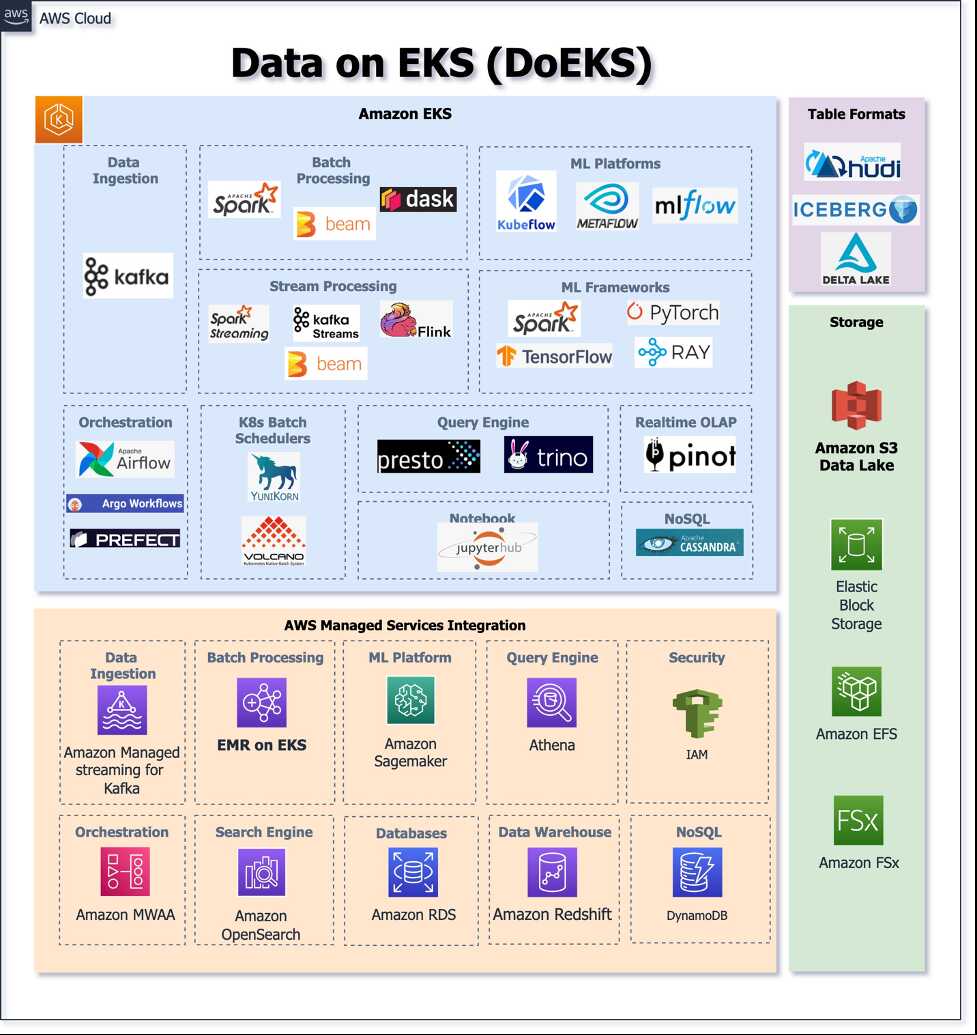 aws
AWS Cloud
Data on EKS (DoEKS)
Amazon EKS
K
Data
Ingestion
kafka
Batch
Processing
APACHE
Spark
dask
beam
ML Platforms
Kubeflow
METAFLOW
mlflow
Stream Processing
Spark
Streaming
kafka
Streams
Flink
beam
ML Frameworks
APACHE
Spark
PyTorch
TensorFlow
RAY
Orchestration
Apache
Airflow
Argo Workflows
PREFECT
K8s Batch
Schedulers
YUNIKORN
VOLCANO
Kubernetes Native Batch System
Query Engine
presto
trino
Realtime OLAP
pinot
Notebook
jupyterhub
NoSQL
Apache
CASSANDRA
Table Formats
Apache
hudi
ICEBERG
DELTA LAKE
Storage
Amazon S3
Data Lake
Elastic
Block
Storage
Amazon EFS
FSx
Amazon FSx
AWS Managed Services Integration
Data
Ingestion
K
Amazon Managed
streaming for
Kafka
Batch Processing
EMR on EKS
ML Platform
Amazon
Sagemaker
Query Engine
Athena
Security
IAM
Orchestration
Amazon MWAA
Search Engine
Amazon
OpenSearch
Databases
Amazon RDS
Data Warehouse
Amazon Redshift
NoSQL
DynamoDB